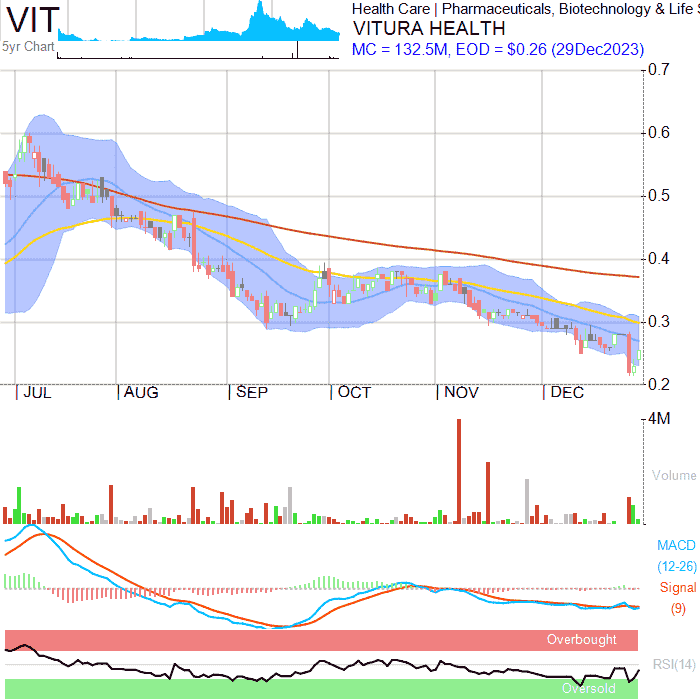 VIT
5yr Chart
Health Care | Pharmaceuticals, Biotechnology & Life S
VITURA HEALTH
MC = 132.5M, EOD = $0.26 (29Dec2023)
0.7
0.6
0.5
0.4
0.3
0.2
JUL AUG SEP OCT NOV DEC
4M
Volume
MACD
(12-26)
Signal
(9)
Overbought
RSI(14)
Oversold